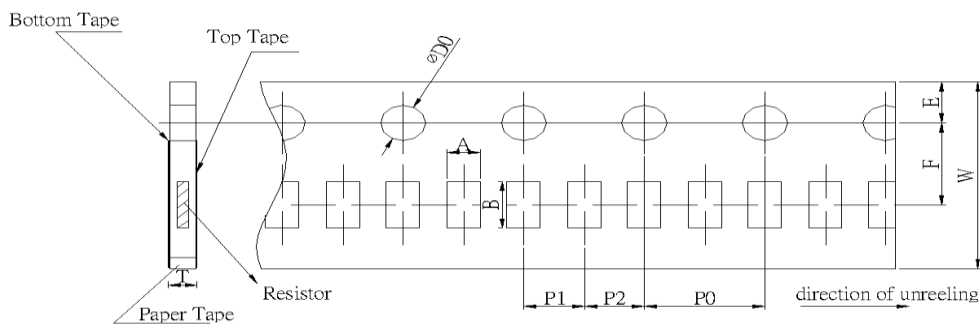 Bottom Tape
Top Tape
øD0
A
B
E
F
W
T
Resistor
Paper Tape
P1
P2
P0
direction of unreeling